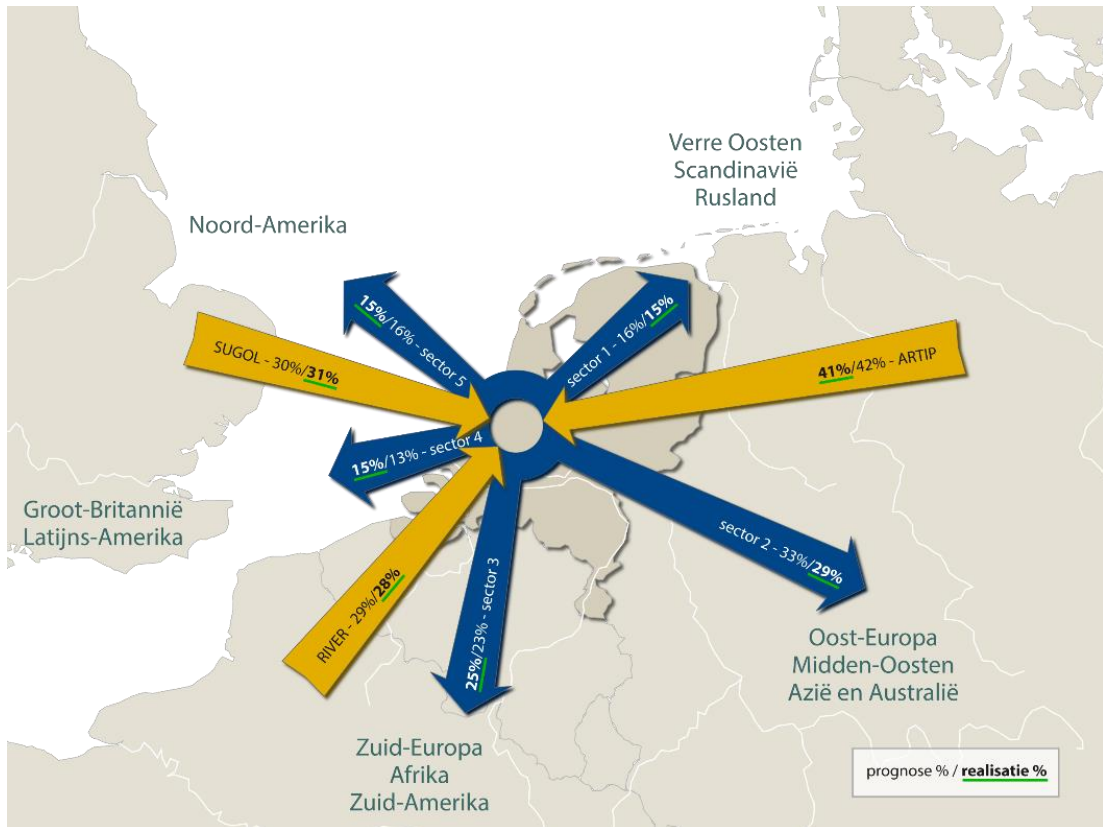 Verre Oosten
Scandinavië
Rusland
Noord-Amerika
15%/16% - sector 5
sector 1 - 16%/15%
SUGOL - 30%/31%
41%/42% - ARTIP
15%/13% - sector 4
Groot-Britannië
Latijns-Amerika
sector 2 - 33%/29%
RIVER - 29%/28%
25%/23% - sector 3
Oost-Europa
Midden-Oosten
Azië en Australië
Zuid-Europa
Afrika
Zuid-Amerika
prognose % / realisatie %